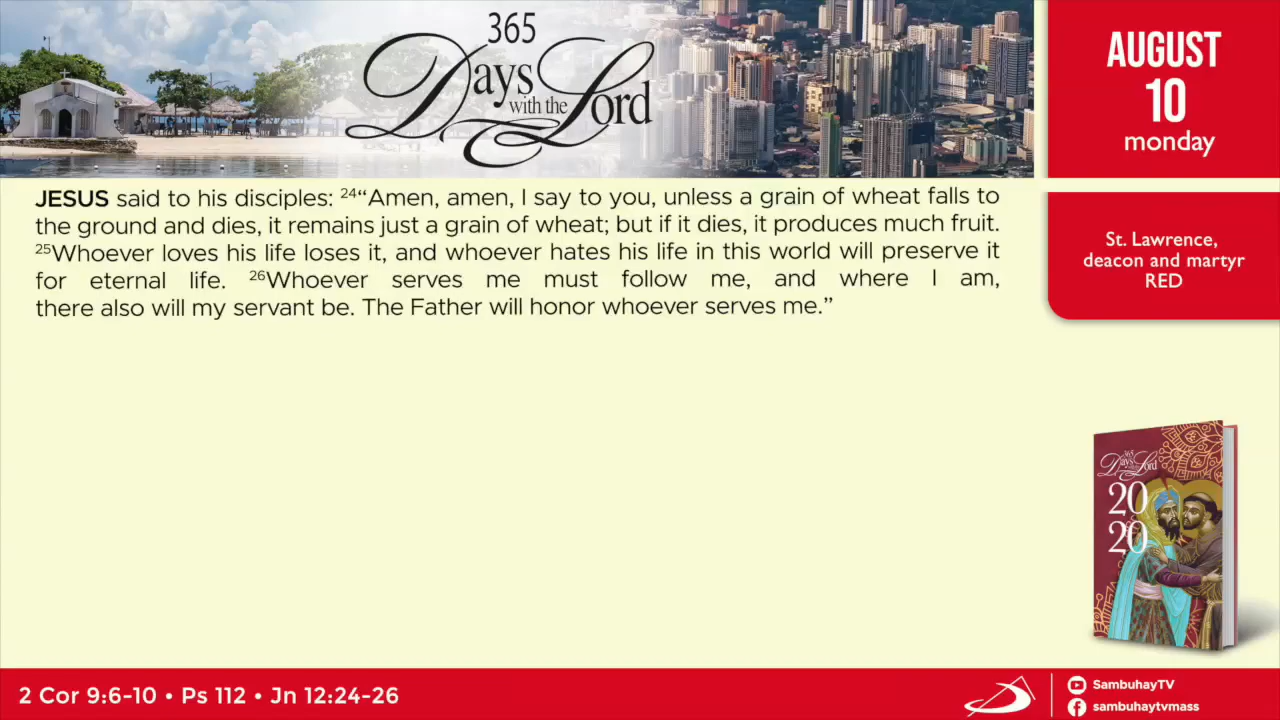 365
Days with the Lord
AUGUST
10
monday
JESUS said to his disciples: ²⁴“Amen, amen, I say to you, unless a grain of wheat falls to
the ground and dies, it remains just a grain of wheat; but if it dies, it produces much fruit.
²⁵Whoever loves his life loses it, and whoever hates his life in this world will preserve it
for eternal life. ²⁶Whoever serves me must follow me, and where I am,
there also will my servant be. The Father will honor whoever serves me.”
St. Lawrence,
deacon and martyr
RED
365
Days with the Lord
20
20
2 Cor 9:6-10 • Ps 112 • Jn 12:24-26
SambuhayTV
sambuhaytvmass